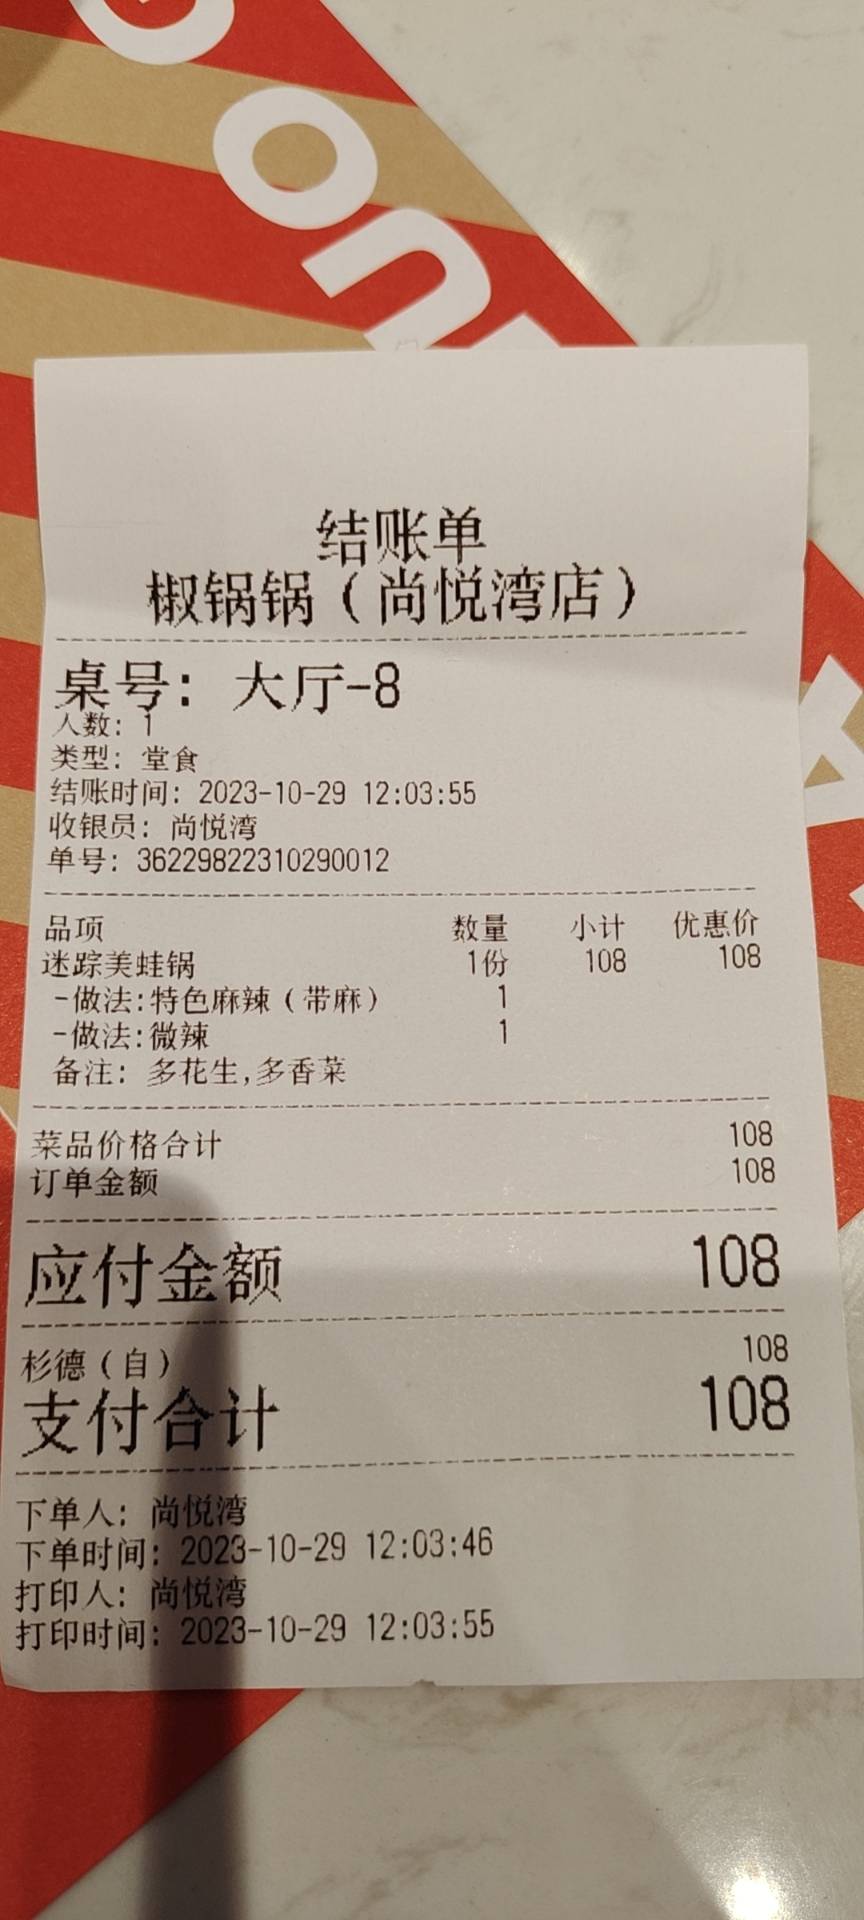 on
结账单
椒锅锅（尚悦湾店）
桌号：大厅-8
人数：1
类型：堂食
结账时间：2023-10-29 12:03:55
收银员：尚悦湾
单号：36229822310290012
品项 数量 小计 优惠价
迷踪美蛙锅 1份 108 108
-做法:特色麻辣（带麻） 1
-做法:微辣 1
备注：多花生,多香菜
菜品价格合计 108
订单金额 108
应付金额 108
杉德（自） 108
支付合计 108
下单人：尚悦湾
下单时间：2023-10-29 12:03:46
打印人：尚悦湾
打印时间：2023-10-29 12:03:55